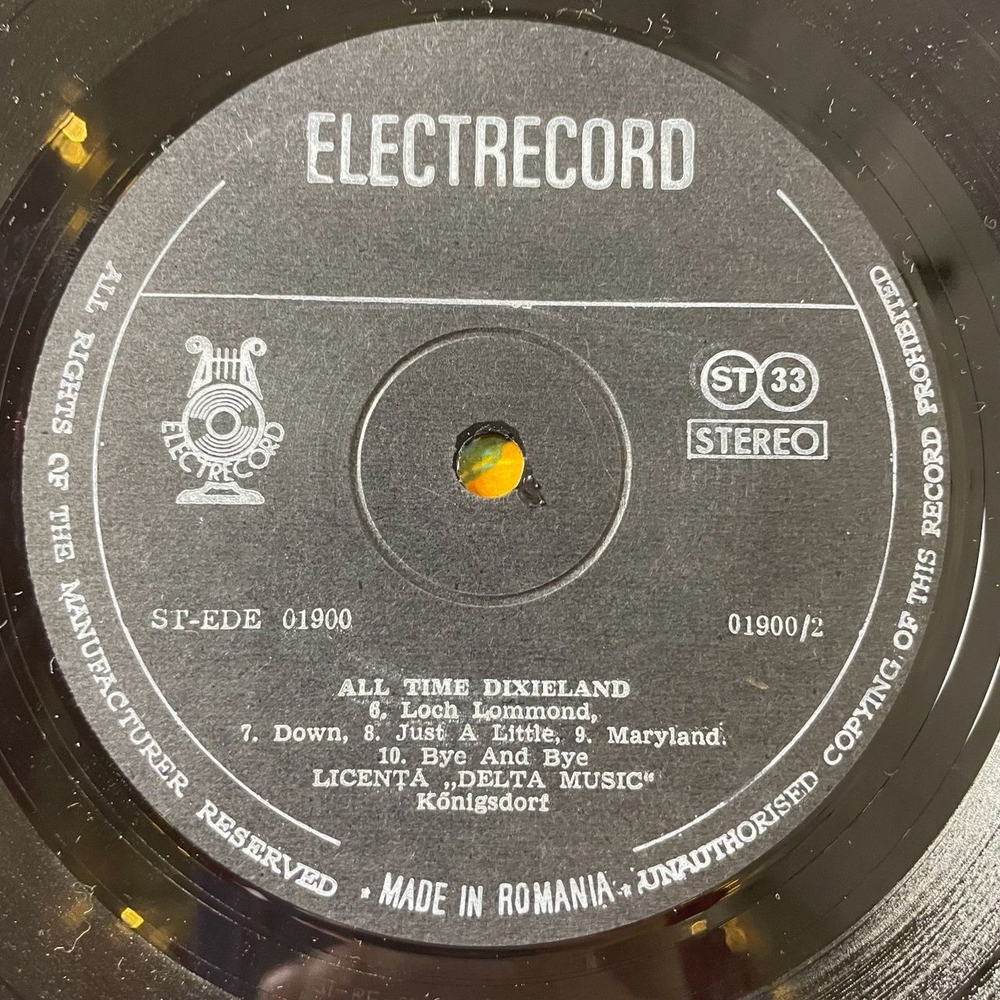 ELECTRECORD
ELECTRECORD
ST 33
STEREO
ST-EDE 01900
01900/2
ALL TIME DIXIELAND
6. Loch Lommond,
7. Down, 8. Just A Little, 9. Maryland.
10. Bye And Bye
LICENȚA „DELTA MUSIC“
Königsdorf
ALL RIGHTS OF THE MANUFACTURER RESERVED
* MADE IN ROMANIA *
UNAUTHORISED COPYING, OF THIS RECORD PROHIBITED